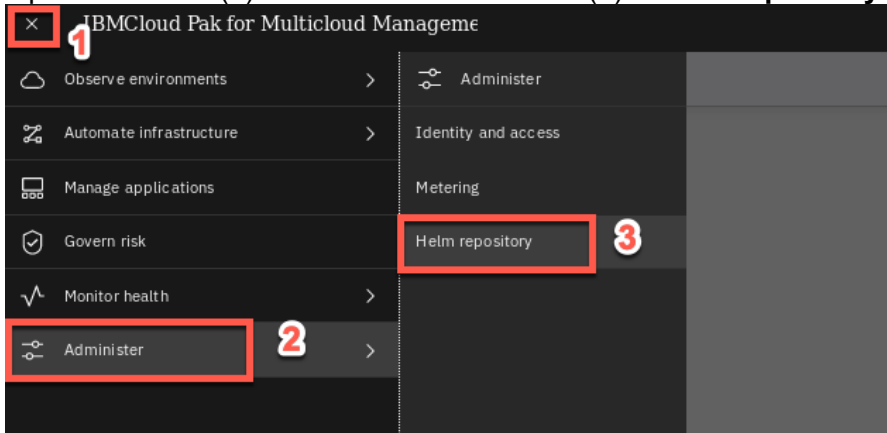 IBMCloud Pak for Multicloud Manageme
1
Observe environments
Automate infrastructure
Manage applications
Govern risk
Monitor health
Administer
2
Administer
Identity and access
Metering
Helm repository
3